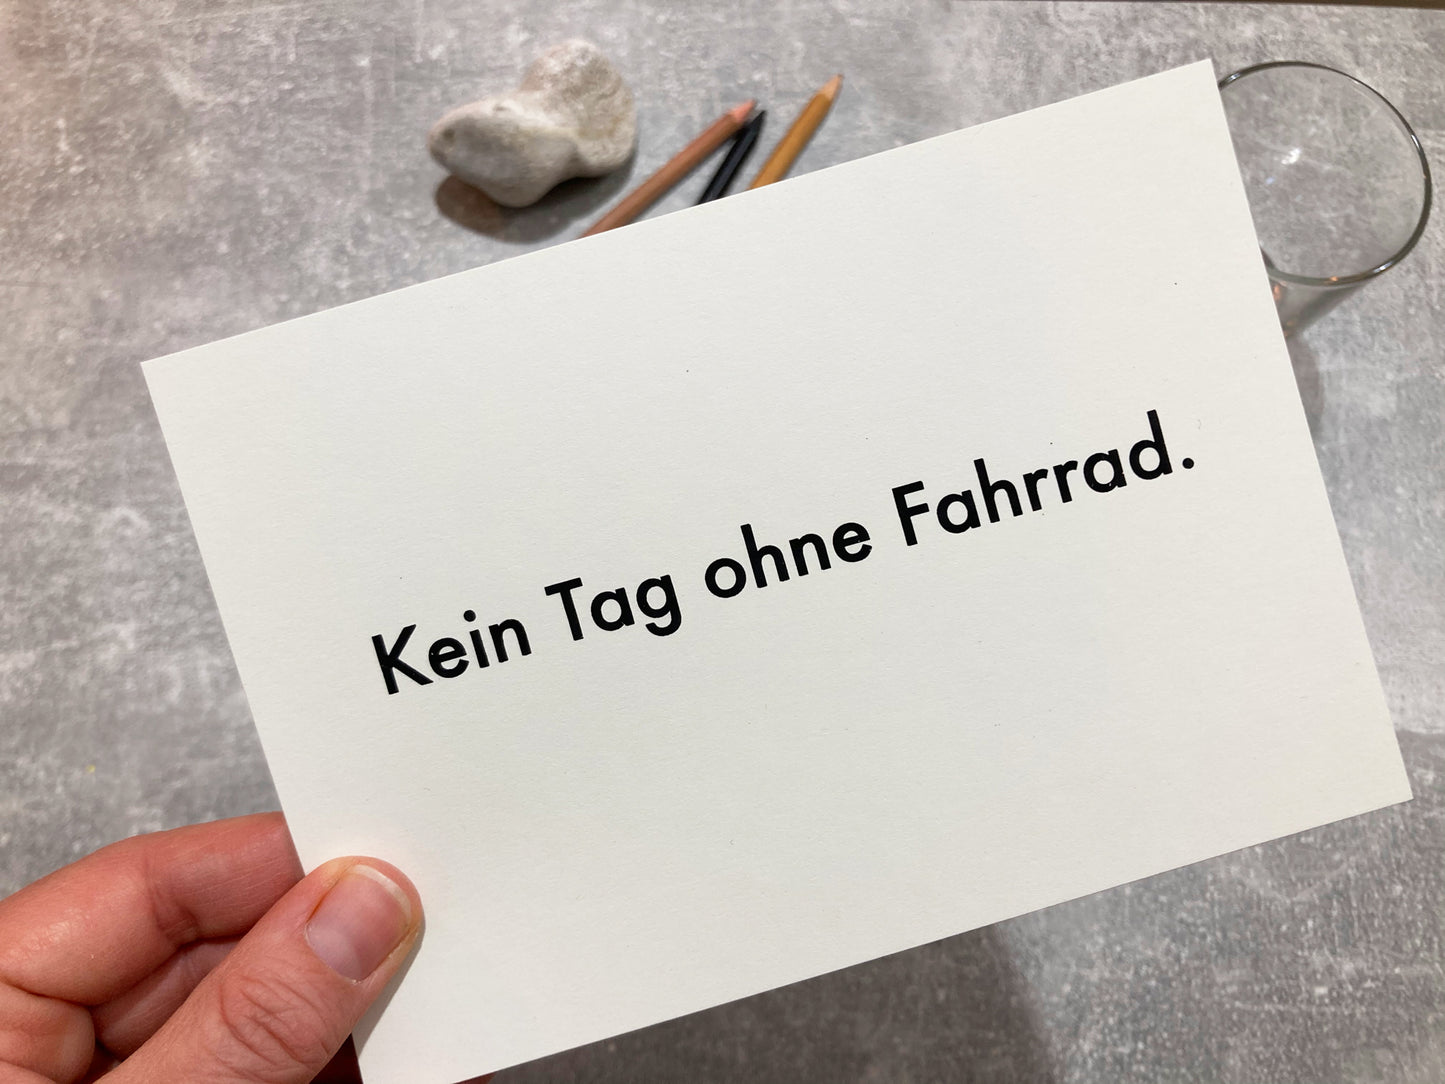 Kein Tag ohne Fahrrad.